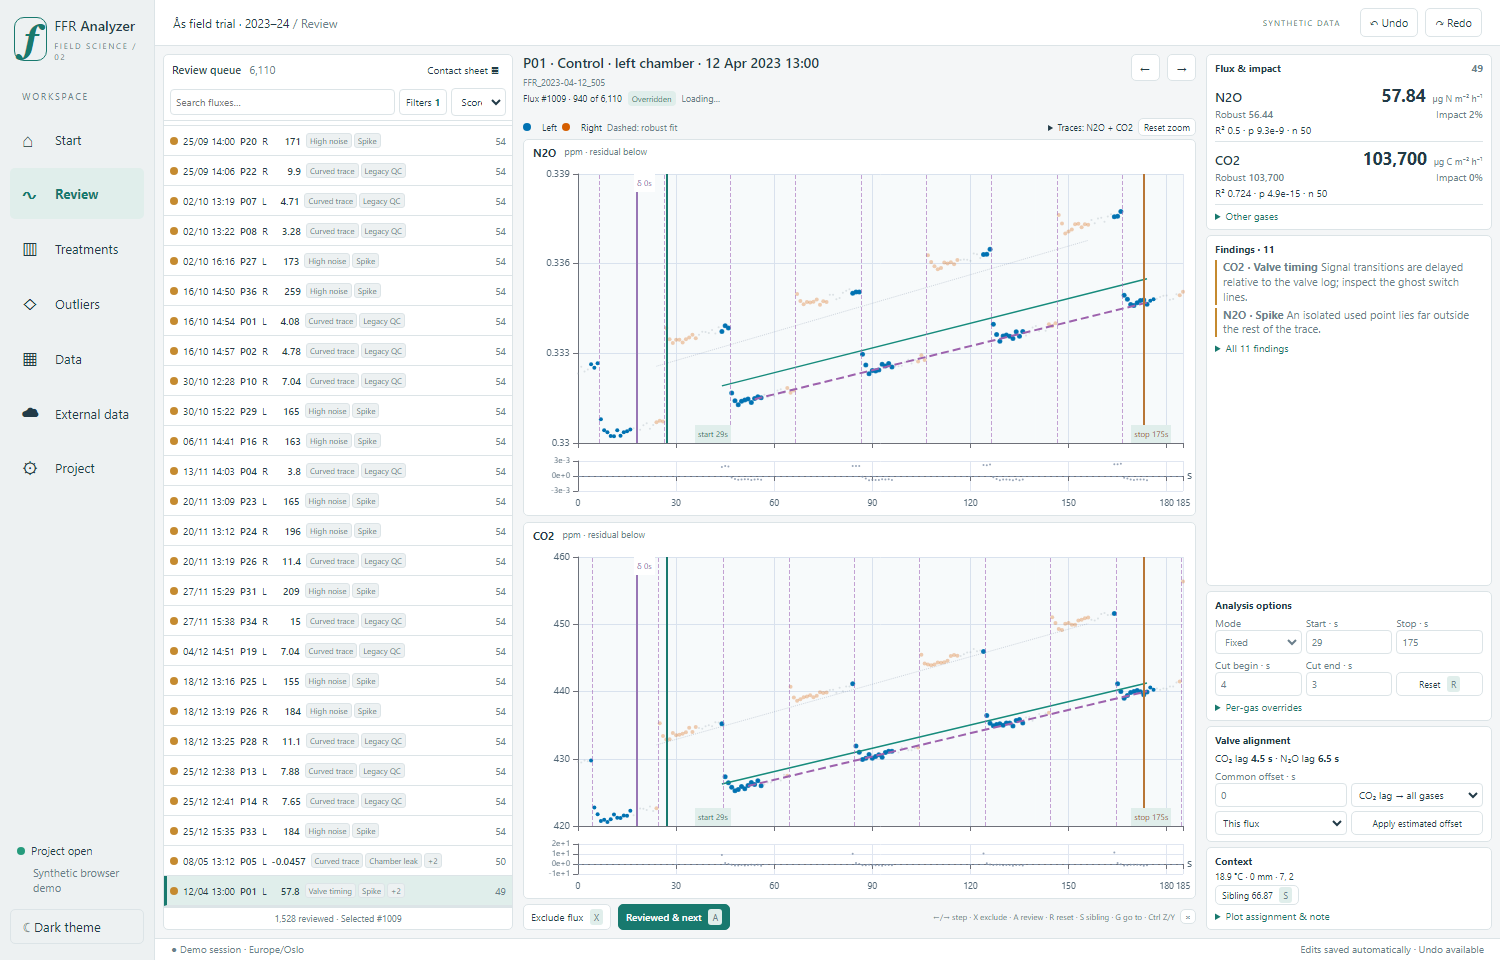 FFR Analyzer
FIELD SCIENCE / 02
WORKSPACE
Start
Review
Treatments
Outliers
Data
External data
Project
Project open
Synthetic browser demo
Dark theme
Ås field trial · 2023–24 / Review
SYNTHETIC DATA
Undo
Redo
Review queue 6,110
Contact sheet
Search fluxes…
Filters 1
Score
25/09 14:00 P20 R 171 High noise Spike 54
25/09 14:06 P22 R 9.9 Curved trace Legacy QC 54
02/10 13:19 P07 L 4.71 Curved trace Legacy QC 54
02/10 13:22 P08 R 3.28 Curved trace Legacy QC 54
02/10 16:16 P27 L 173 High noise Spike 54
16/10 14:50 P36 R 259 High noise Spike 54
16/10 14:54 P01 L 4.08 Curved trace Legacy QC 54
16/10 14:57 P02 R 4.78 Curved trace Legacy QC 54
30/10 12:28 P10 R 7.04 Curved trace Legacy QC 54
30/10 15:22 P29 L 165 High noise Spike 54
06/11 14:41 P16 R 163 High noise Spike 54
13/11 14:03 P04 R 3.8 Curved trace Legacy QC 54
20/11 13:09 P23 L 165 High noise Spike 54
20/11 13:12 P24 R 196 High noise Spike 54
20/11 13:19 P26 R 11.4 Curved trace Legacy QC 54
27/11 15:29 P31 L 209 High noise Spike 54
27/11 15:38 P34 R 15 Curved trace Legacy QC 54
04/12 14:51 P19 L 7.04 Curved trace Legacy QC 54
18/12 13:16 P25 L 155 High noise Spike 54
18/12 13:19 P26 R 184 High noise Spike 54
18/12 13:25 P28 R 11.1 Curved trace Legacy QC 54
25/12 12:38 P13 L 7.88 Curved trace Legacy QC 54
25/12 12:41 P14 R 7.65 Curved trace Legacy QC 54
25/12 15:35 P33 L 184 High noise Spike 54
08/05 13:12 P05 L -0.0457 Curved trace Chamber leak +2 50
12/04 13:00 P01 L 57.8 Valve timing Spike +2 49
1,528 reviewed · Selected #1009
P01 · Control · left chamber · 12 Apr 2023 13:00
FFR_2023-04-12_505
Flux #1009 · 940 of 6,110 Overridden Loading…
← →
Left Right Dashed: robust fit
Traces: N2O + CO2 Reset zoom
N2O ppm · residual below
0.339
0.336
0.333
0.33
δ 0s
start 29s
stop 175s
3e-3
0e+0
-3e-3
s
0 30 60 90 120 150 180 185
CO2 ppm · residual below
460
450
440
430
420
δ 0s
start 29s
stop 175s
2e+1
1e+1
0e+0
-1e+1
s
0 30 60 90 120 150 180 185
Exclude flux X
Reviewed & next A
←/→ step · X exclude · A review · R reset · S sibling · G go to · Ctrl Z/Y ×
Flux & impact 49
N2O 57.84 µg N m⁻² h⁻¹
Robust 56.44 Impact 2%
R² 0.5 · p 9.3e-9 · n 50
CO2 103,700 µg C m⁻² h⁻¹
Robust 103,700 Impact 0%
R² 0.724 · p 4.9e-15 · n 50
Other gases
Findings · 11
CO2 · Valve timing Signal transitions are delayed
relative to the valve log; inspect the ghost switch
lines.
N2O · Spike An isolated used point lies far outside
the rest of the trace.
All 11 findings
Analysis options
Mode Start · s Stop · s
Fixed 29 175
Cut begin · s Cut end · s
4 3 Reset R
Per-gas overrides
Valve alignment
CO₂ lag 4.5 s · N₂O lag 6.5 s
Common offset · s
0 CO₂ lag → all gases
This flux Apply estimated offset
Context
18.9 °C · 0 mm · 7, 2
Sibling 66.87 S
Plot assignment & note
Demo session · Europe/Oslo
Edits saved automatically · Undo available